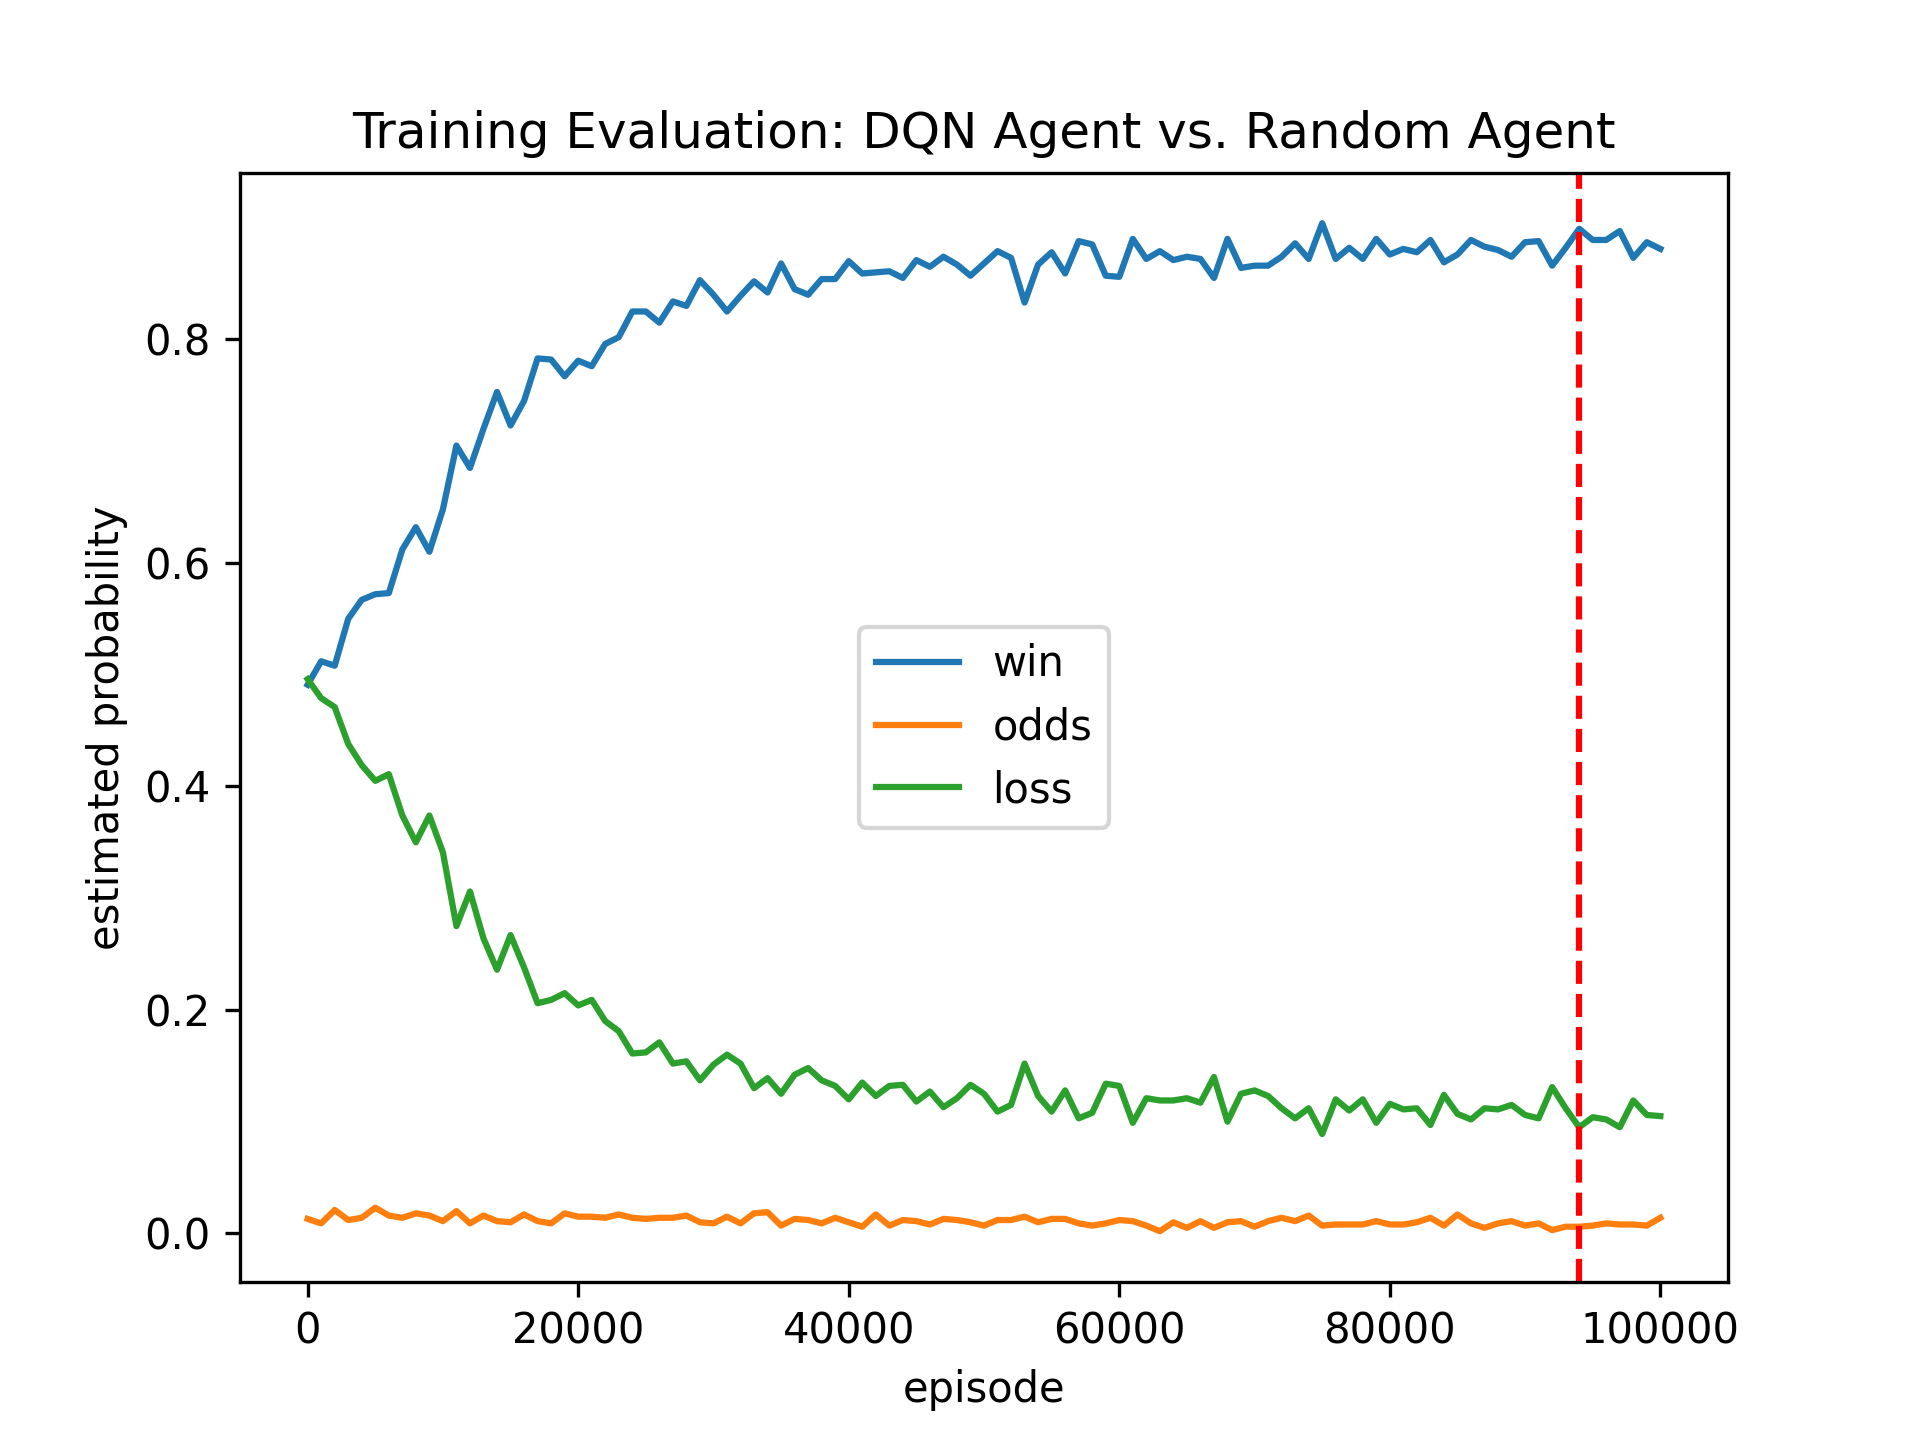 Training Evaluation: DQN Agent vs. Random Agent
estimated probability
0.8
0.6
0.4
0.2
0.0
win
odds
loss
0 20000 40000 60000 80000 100000
episode